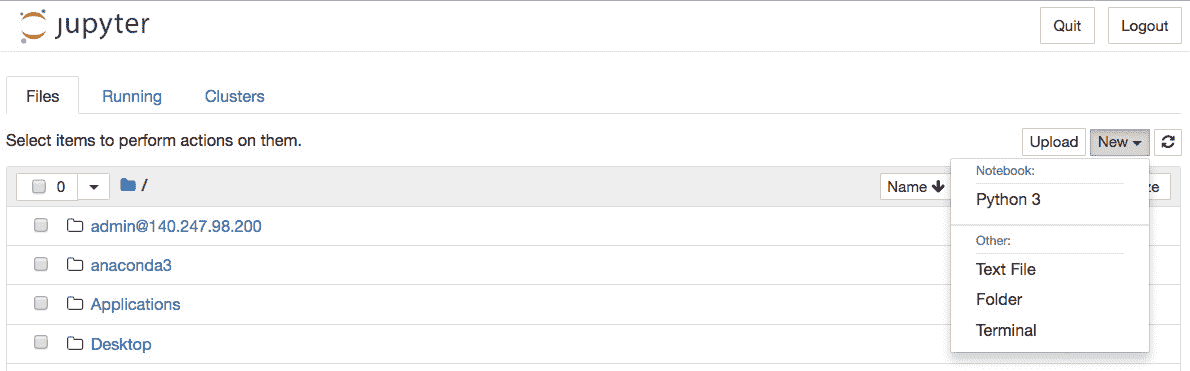 jupyter
Quit Logout
Files Running Clusters
Select items to perform actions on them.
Upload New
0 / Name ze
Notebook:
Python 3
admin@140.247.98.200
Other:
anaconda3
Text File
Folder
Applications
Terminal
Desktop